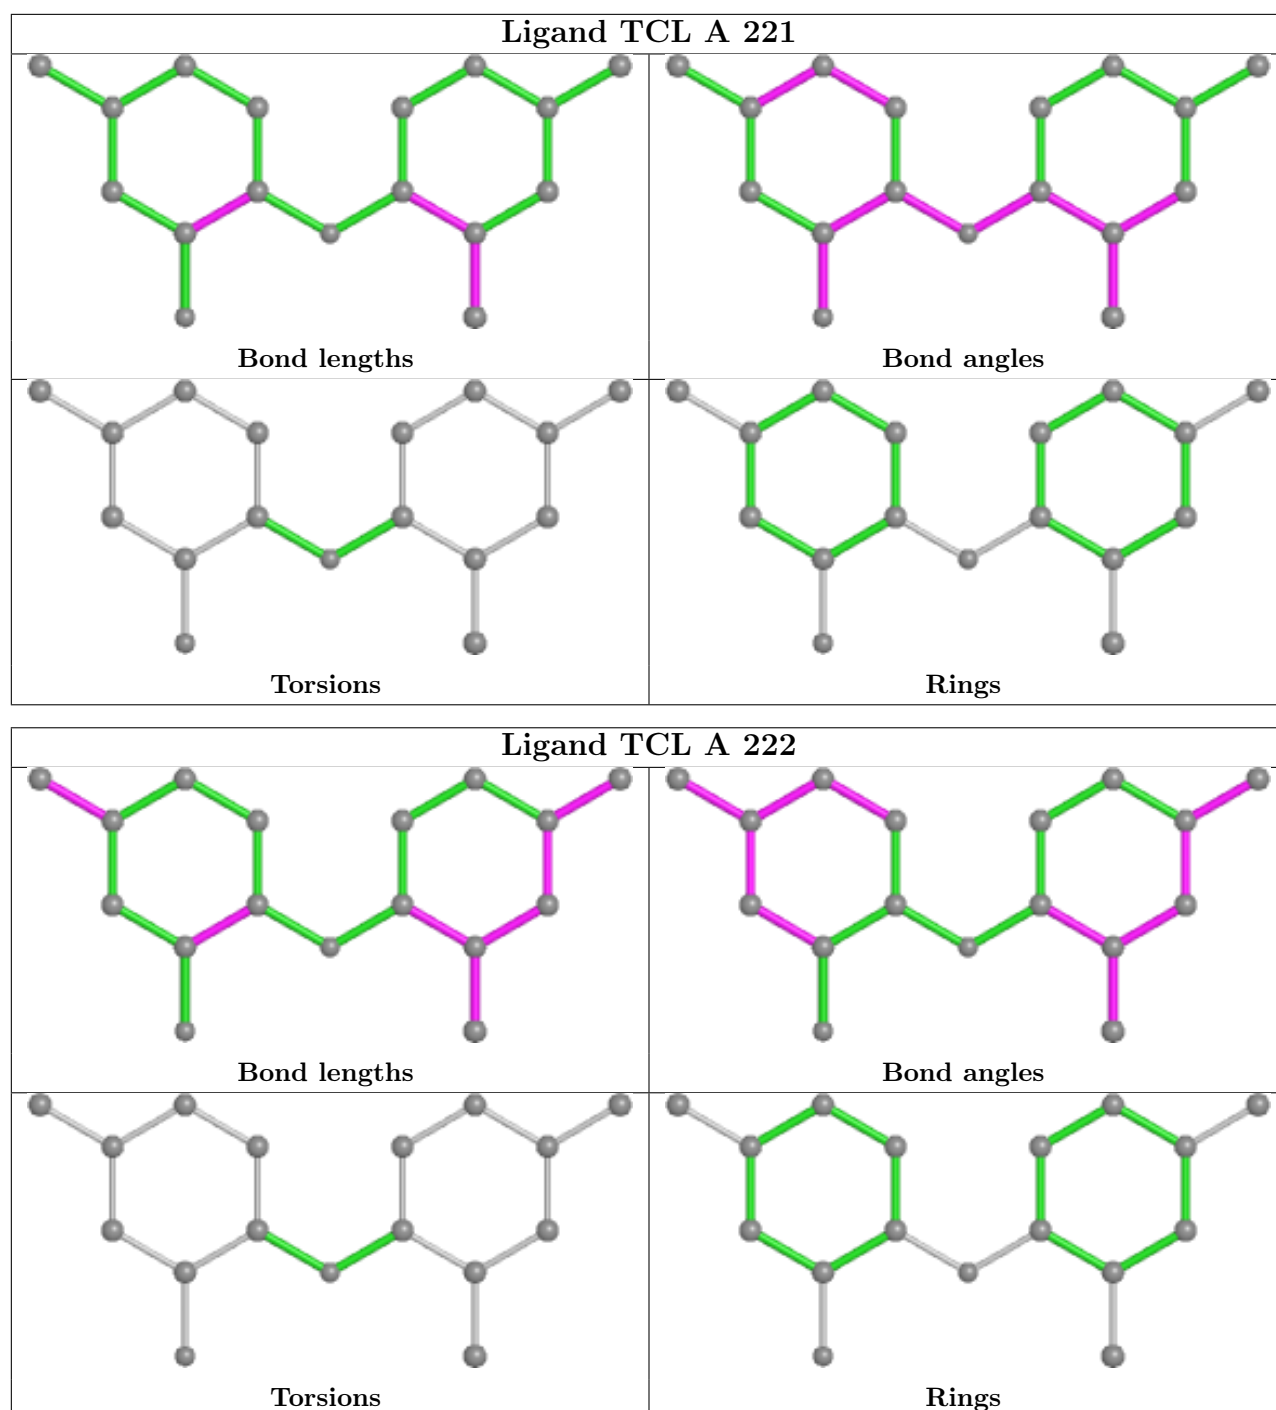 Ligand TCL A 221
Bond lengths
Bond angles
Torsions
Rings
Ligand TCL A 222
Bond lengths
Bond angles
Torsions
Rings